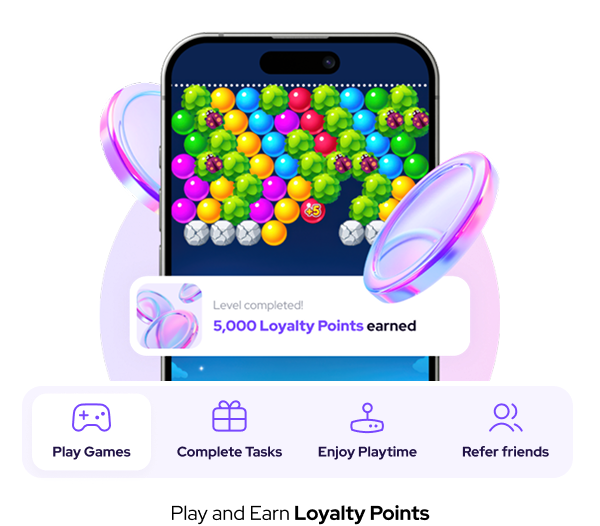 +5
Level completed!
5,000 Loyalty Points earned
Play Games
Complete Tasks
Enjoy Playtime
Refer friends
Play and Earn Loyalty Points